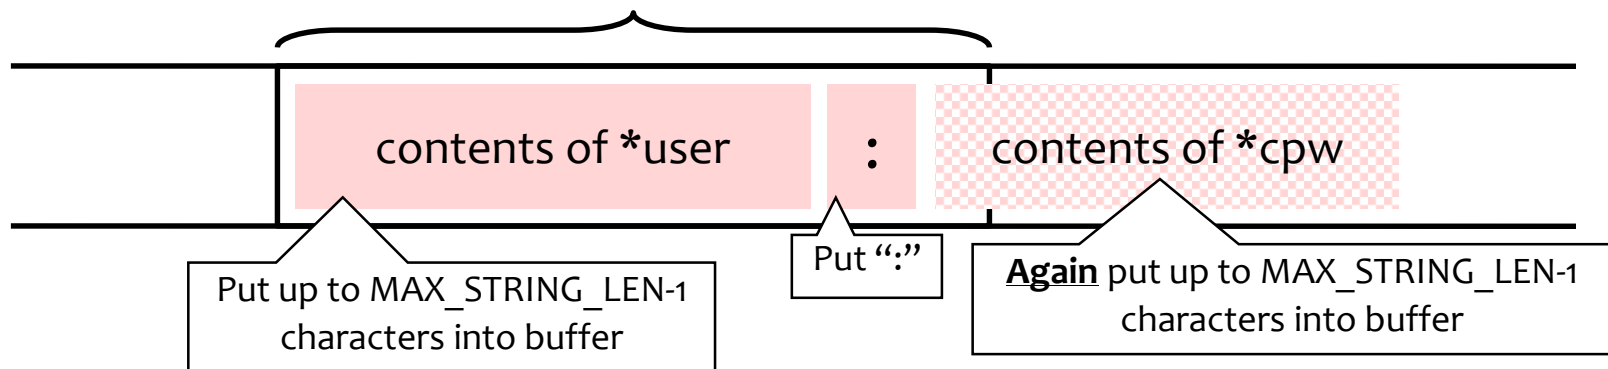 contents of *user
:
contents of *cpw
Put “:”
Put up to MAX_STRING_LEN-1
characters into buffer
Again put up to MAX_STRING_LEN-1
characters into buffer